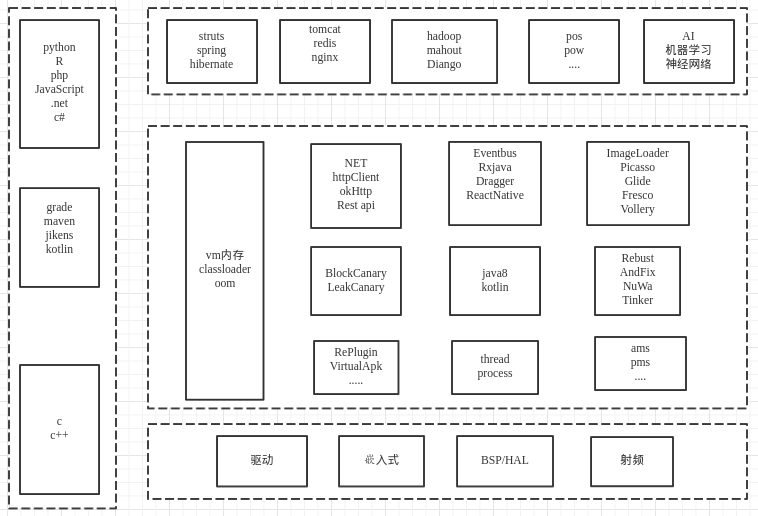 python
R
php
JavaScript
.net
c#
grade
maven
jikens
kotlin
c
c++
struts
spring
hibernate
tomcat
redis
nginx
hadoop
mahout
Diango
pos
pow
....
AI
机器学习
神经网络
vm内存
classloader
oom
NET
httpClient
okHttp
Rest api
Eventbus
Rxjava
Dragger
ReactNative
ImageLoader
Picasso
Glide
Fresco
Vollery
BlockCanary
LeakCanary
java8
kotlin
Rebust
AndFix
NuWa
Tinker
RePlugin
VirtualApk
.....
thread
process
ams
pms
....
驱动
嵌入式
BSP/HAL
射频